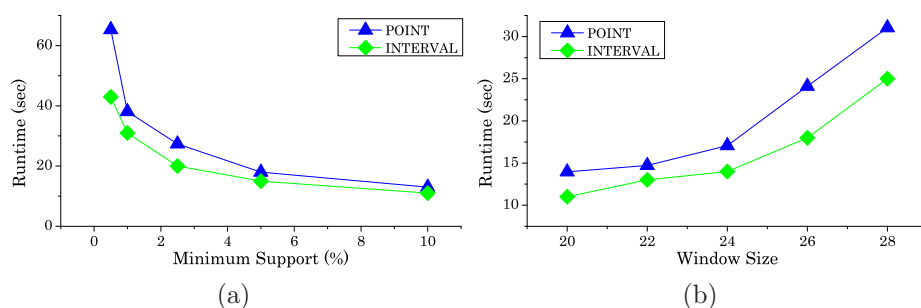 POINT
INTERVAL
Runtime (sec)
60
40
20
0
0 2 4 6 8 10
Minimum Support (%)
(a)
POINT
INTERVAL
Runtime (sec)
30
25
20
15
10
20 22 24 26 28
Window Size
(b)